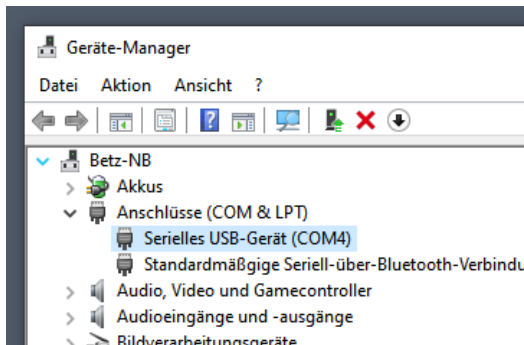 Geräte-Manager
Datei Aktion Ansicht ?
Betz-NB
Akkus
Anschlüsse (COM & LPT)
Serielles USB-Gerät (COM4)
Standardmäßgige Seriell-über-Bluetooth-Verbindu
Audio, Video und Gamecontroller
Audioeingänge und -ausgänge
Bildverarbeitungsgeräte